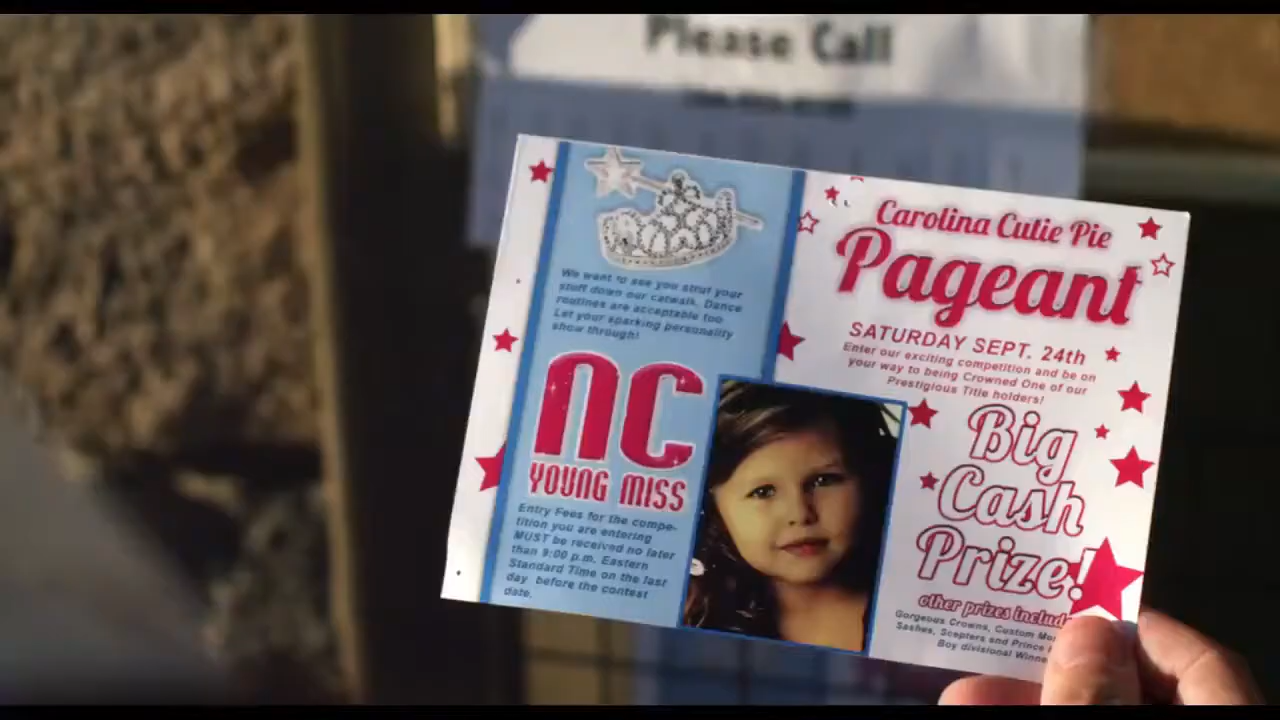 Please Call
We want to see you strut your
stuff down our catwalk. Dance
routines are acceptable too
Let your sparking personality
show through!
NC
YOUNG MISS
Entry Fees for the compe-
tition you are entering
MUST be received no later
than 9:00 p.m. Eastern
Standard Time on the last
day before the contest
date.
Carolina Cutie Pie
Pageant
SATURDAY SEPT. 24th
Enter our exciting competition and be on
your way to being Crowned One of our
Prestigious Title holders!
Big
Cash
Prize!
other prizes includ
Gorgeous Crowns, Custom
Sashes, Scepters and Prince
Boy divisional Winne